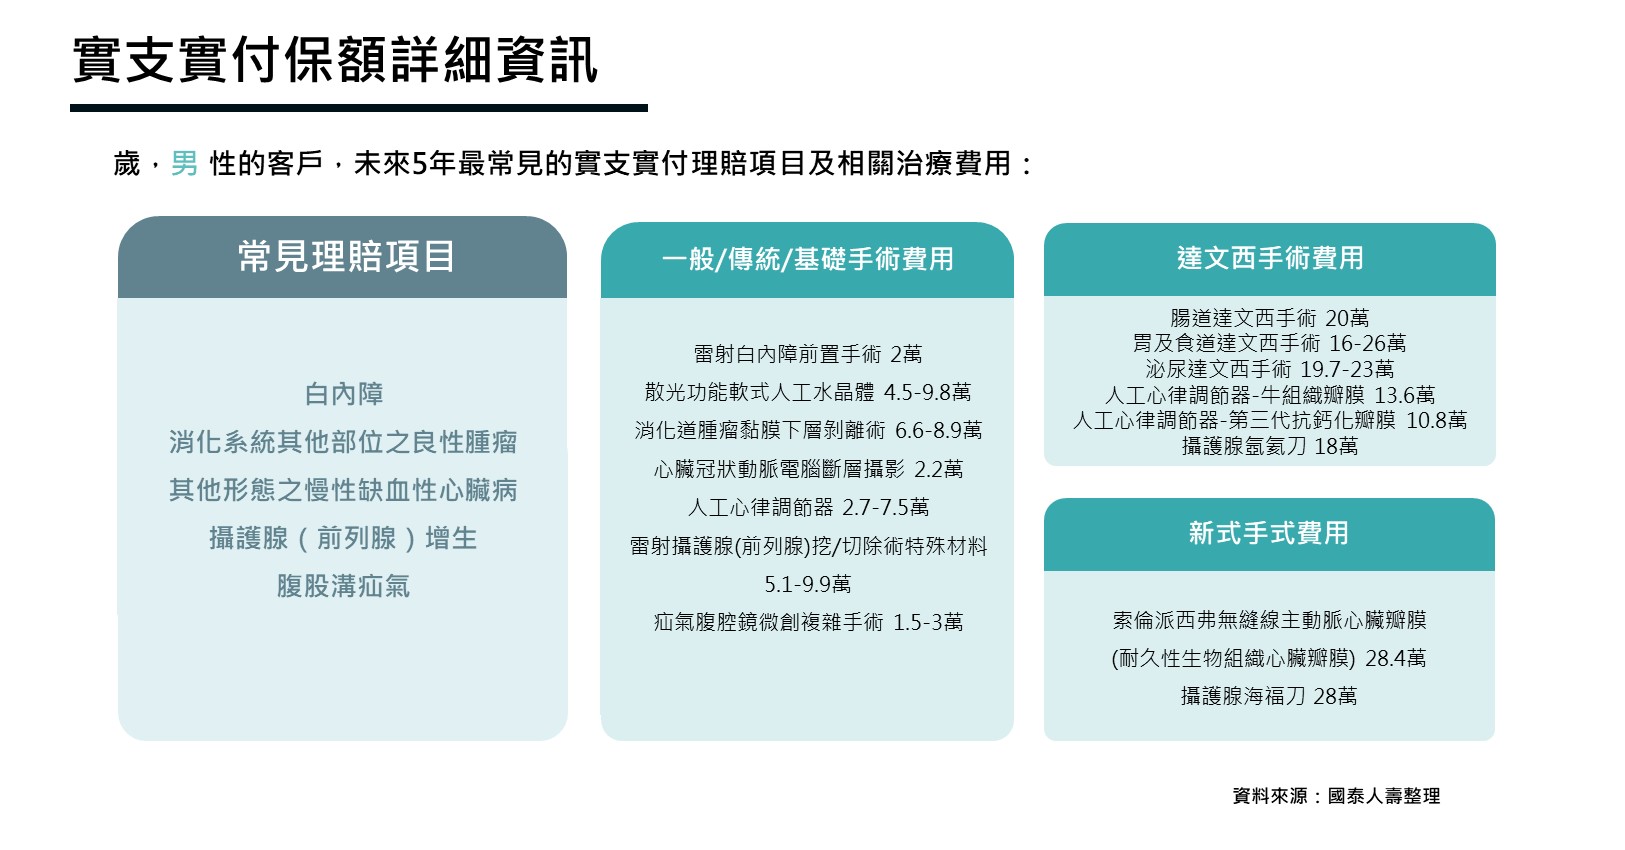 實支實付保額詳細資訊
歲，男 性的客戶，未來5年最常見的實支實付理賠項目及相關治療費用：
常見理賠項目
白內障
消化系統其他部位之良性腫瘤
其他形態之慢性缺血性心臟病
攝護腺（前列腺）增生
腹股溝疝氣
一般/傳統/基礎手術費用
雷射白內障前置手術 2萬
散光功能軟式人工水晶體 4.5-9.8萬
消化道腫瘤黏膜下層剝離術 6.6-8.9萬
心臟冠狀動脈電腦斷層攝影 2.2萬
人工心律調節器 2.7-7.5萬
雷射攝護腺(前列腺)挖/切除術特殊材料
5.1-9.9萬
疝氣腹腔鏡微創複雜手術 1.5-3萬
達文西手術費用
腸道達文西手術 20萬
胃及食道達文西手術 16-26萬
泌尿達文西手術 19.7-23萬
人工心律調節器-牛組織瓣膜 13.6萬
人工心律調節器-第三代抗鈣化瓣膜 10.8萬
攝護腺氬氦刀 18萬
新式手式費用
索倫派西弗無縫線主動脈心臟瓣膜
(耐久性生物組織心臟瓣膜) 28.4萬
攝護腺海福刀 28萬
資料來源：國泰人壽整理